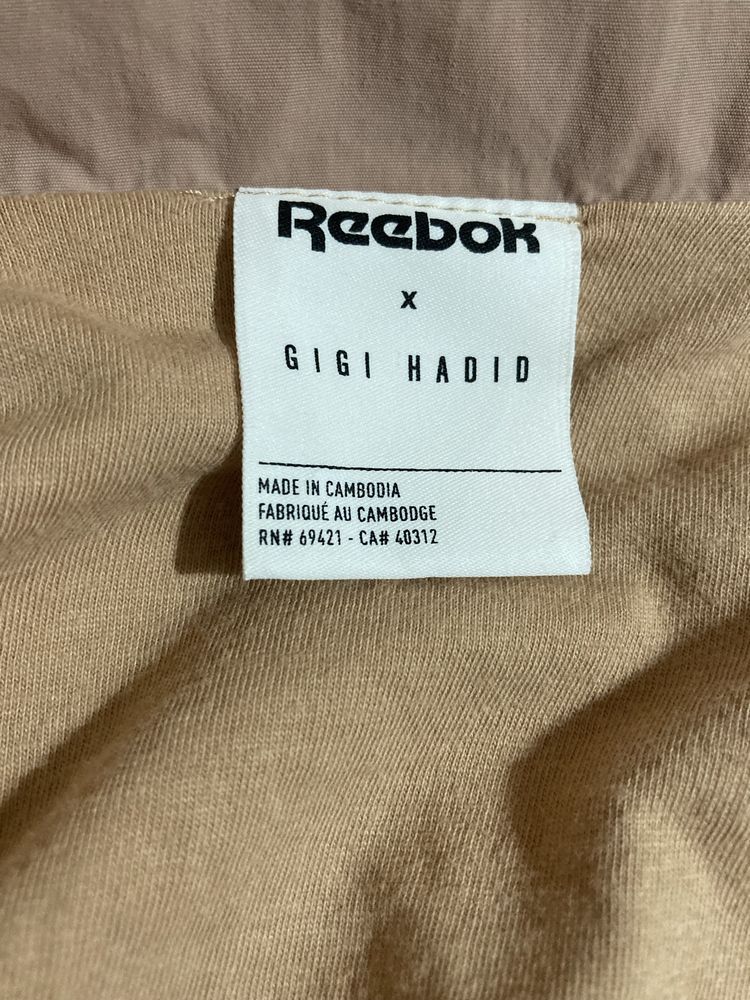 Reebok
x
GIGI HADID
MADE IN CAMBODIA
FABRIQUÉ AU CAMBODGE
RN# 69421 - CA# 40312